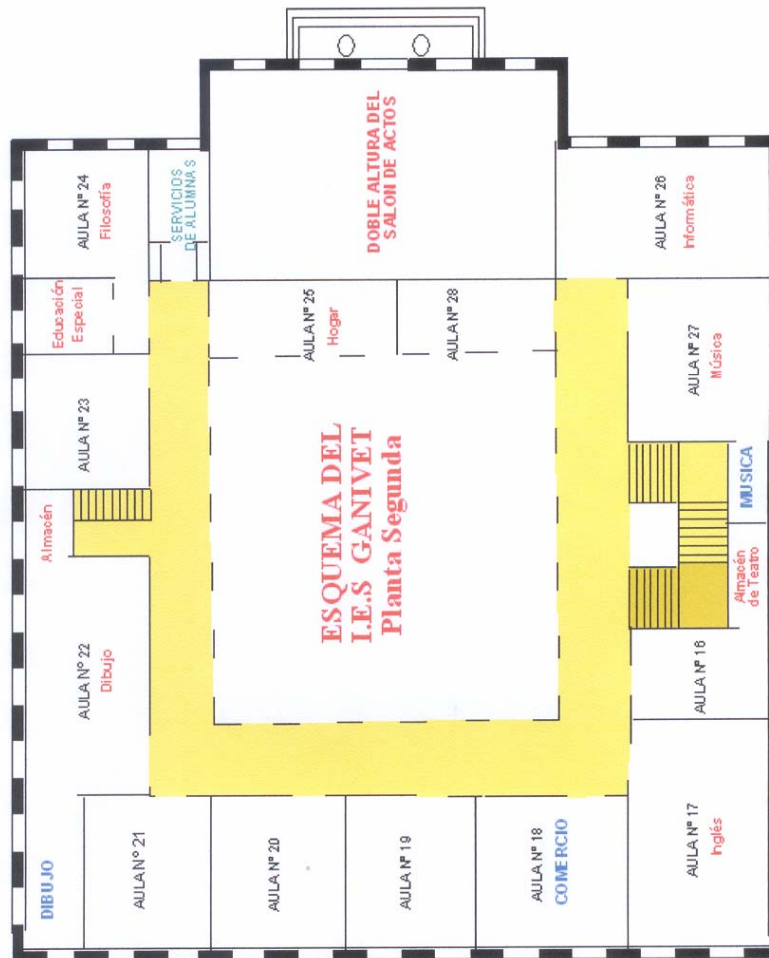 ESQUEMA DEL
I.E.S GANIVET
Planta Segunda
DIBUJO
Almacén
Educación
Especial
AULA Nº 21
AULA Nº 22
Dibujo
AULA Nº 23
AULA Nº 24
Filosofía
SERVICIOS
DE ALUMNAS
AULA Nº 20
AULA Nº 25
Hogar
DOBLE ALTURA DEL
SALON DE ACTOS
AULA Nº 19
AULA Nº 28
AULA Nº 18
COMERCIO
AULA Nº 17
Inglés
AULA Nº 16
AULA Nº 27
Música
AULA Nº 26
Informática
Almacén
de Teatro
MUSICA